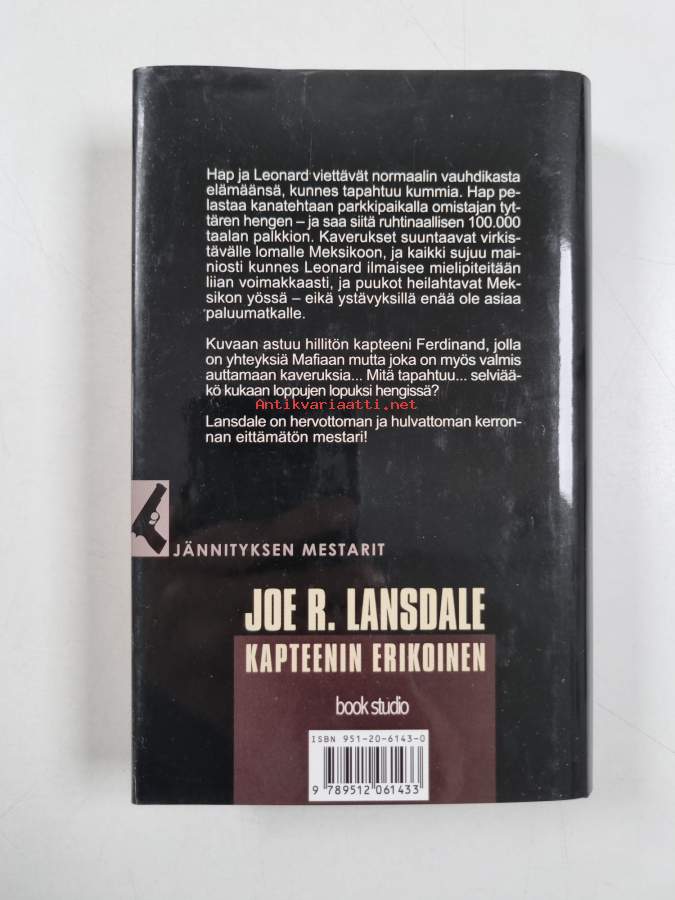 Hap ja Leonard viettävät normaalin vauhdikasta
elämäänsä, kunnes tapahtuu kummia. Hap pe-
lastaa kanatehtaan parkkipaikalla omistajan tyt-
tären hengen – ja saa siitä ruhtinaallisen 100.000
taalan palkkion. Kaverukset suuntaavat virkis-
tävälle lomalle Meksikoon, ja kaikki sujuu mai-
niosti kunnes Leonard ilmaisee mielipiteitään
liian voimakkaasti, ja puukot heilahtavat Mek-
sikon yössä – eikä ystävyksillä enää ole asiaa
paluumatkalle.
Kuvaan astuu hillitön kapteeni Ferdinand, jolla
on yhteyksiä Mafiaan mutta joka on myös valmis
auttamaan kaveruksia... Mitä tapahtuu... selviää-
kö kukaan loppujen lopuksi hengissä?
Antikvariaatti.net
Lansdale on hervottoman ja hulvattoman kerron-
nan eittämätön mestari!
JÄNNITYKSEN MESTARIT
JOE R. LANSDALE
KAPTEENIN ERIKOINEN
book studio
ISBN 951-20-6143-0
9 789512 061433